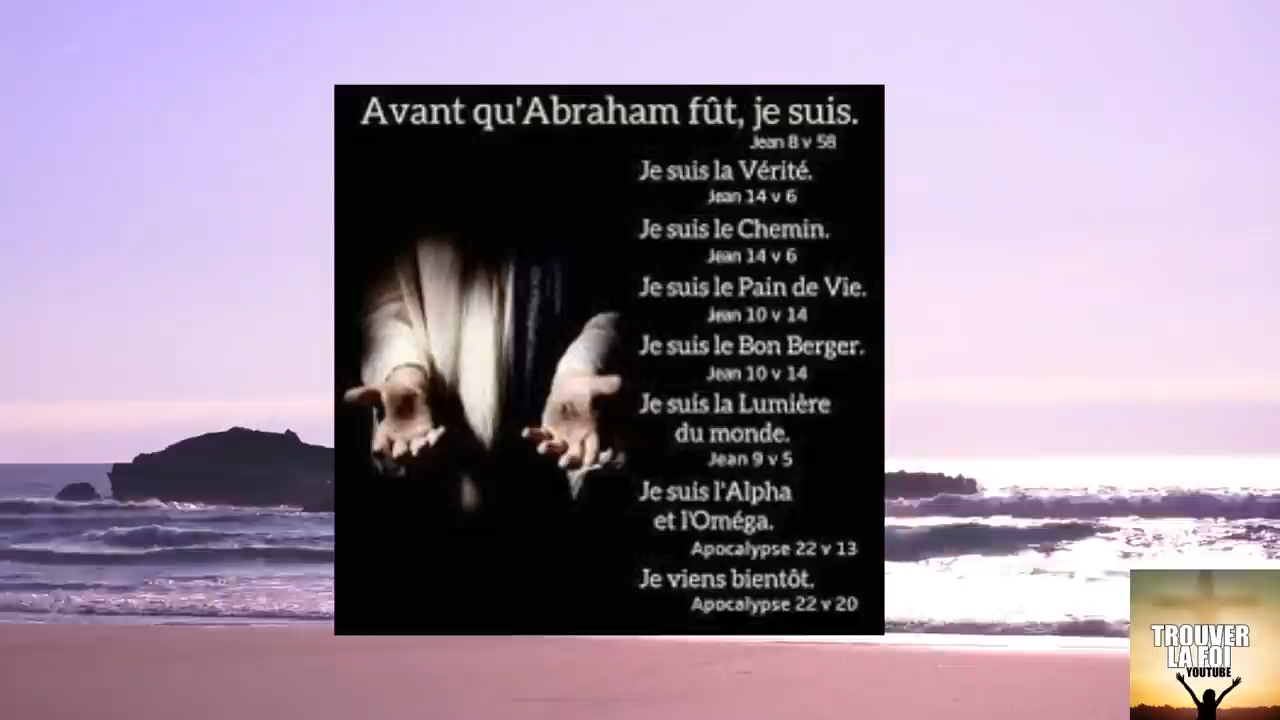 Avant qu'Abraham fût, je suis.
Jean 8 v 58
Je suis la Vérité.
Jean 14 v 6
Je suis le Chemin.
Jean 14 v 6
Je suis le Pain de Vie.
Jean 10 v 14
Je suis le Bon Berger.
Jean 10 v 14
Je suis la Lumière
du monde.
Jean 9 v 5
Je suis l'Alpha
et l'Oméga.
Apocalypse 22 v 13
Je viens bientôt.
Apocalypse 22 v 20
TROUVER
LA FOI
YOUTUBE